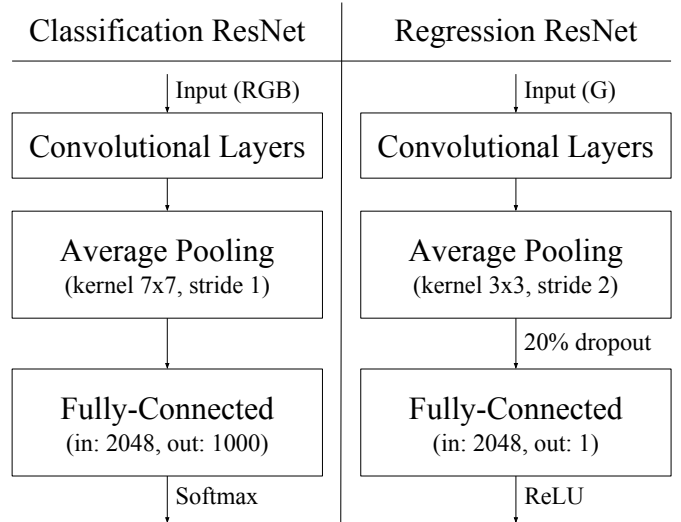 Classification ResNet
Input (RGB)
Convolutional Layers
Average Pooling
(kernel 7x7, stride 1)
Fully-Connected
(in: 2048, out: 1000)
Softmax
Regression ResNet
Input (G)
Convolutional Layers
Average Pooling
(kernel 3x3, stride 2)
20% dropout
Fully-Connected
(in: 2048, out: 1)
ReLU